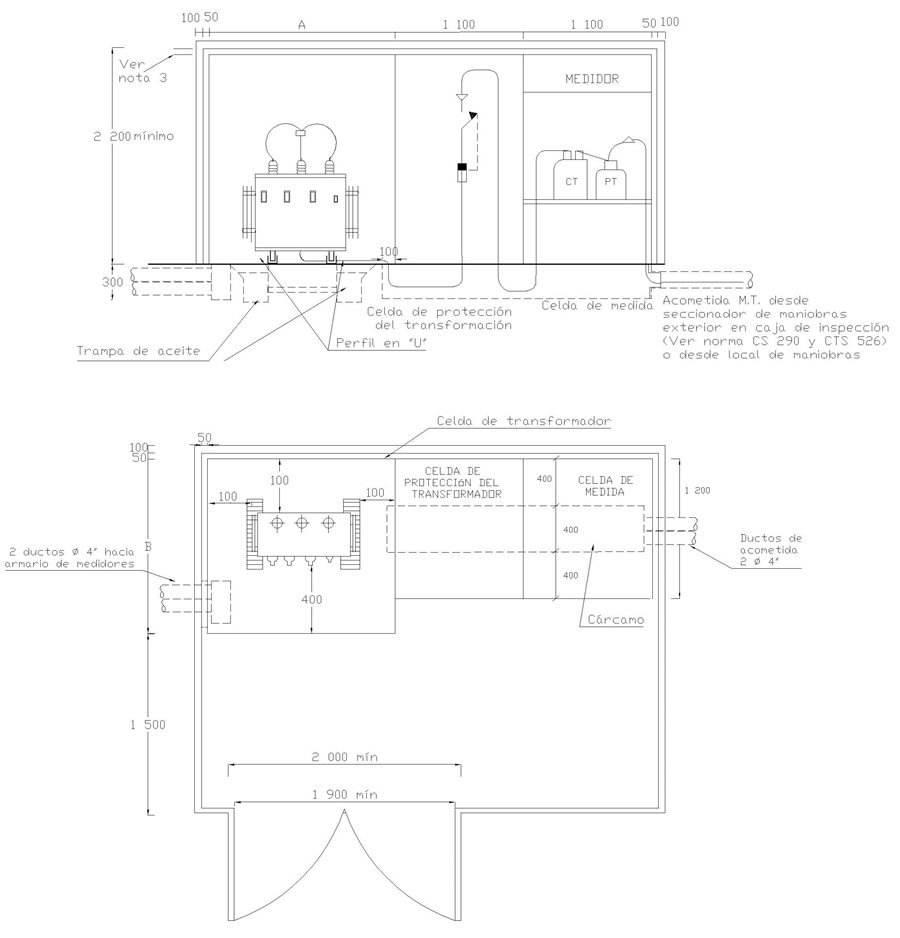 100 50 A 1 100 1 100 50 100
Ver
nota 3
MEDIDOR
2 200 mínimo
CT PT
100
300
Celda de protección
del transformación
Celda de medida
Acometida M.T. desde
seccionador de maniobras
exterior en caja de inspección
(Ver norma CS 290 y CTS 526)
o desde local de maniobras
Perfil en "U"
Trampa de aceite
Celda de transformador
50
100
50
CELDA DE
PROTECCIóN DEL
TRANSFORMADOR
400
CELDA DE
MEDIDA
100
100
100
1 200
400
Ductos de
acometida
2 Ø 4"
B
2 ductos Ø 4" hacia
armario de medidores
400
400
Cárcamo
1 500
2 000 mín
1 900 mín